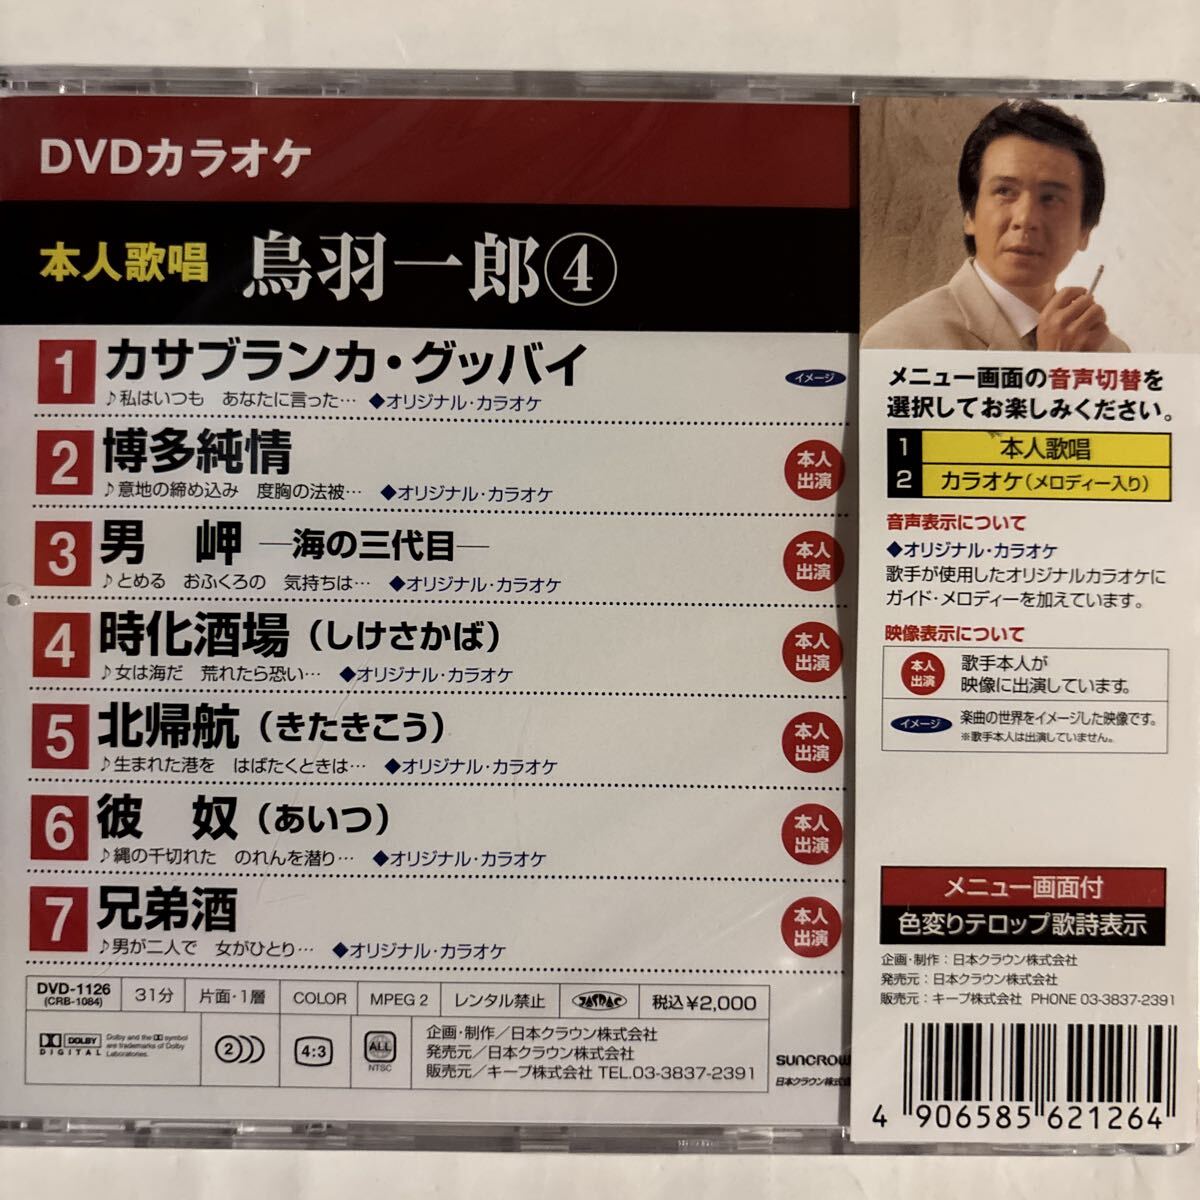 DVDカラオケ
本人歌唱 鳥羽一郎④
1 カサブランカ・グッバイ イメージ
♪私はいつも あなたに言った… ◆オリジナル・カラオケ
2 博多純情 本人出演
♪意地の締め込み 度胸の法被… ◆オリジナル・カラオケ
3 男 岬 ―海の三代目― 本人出演
♪とめる おふくろの 気持ちは… ◆オリジナル・カラオケ
4 時化酒場（しけさかば） 本人出演
♪女は海だ 荒れたら恐い… ◆オリジナル・カラオケ
5 北帰航（きたきこう） 本人出演
♪生まれた港を はばたくときは… ◆オリジナル・カラオケ
6 彼 奴（あいつ） 本人出演
♪縄の千切れた のれんを潜り… ◆オリジナル・カラオケ
7 兄弟酒 本人出演
♪男が二人で 女がひとり… ◆オリジナル・カラオケ
DVD-1126
(CRB-1084)
31分
片面・1層
COLOR
MPEG 2
レンタル禁止
JASRAC
税込¥2,000
DOLBY
DIGITAL
Dolby and the DD symbol
are trademarks of Dolby
Laboratories.
2
4:3
ALL
NTSC
企画・制作／日本クラウン株式会社
発売元／日本クラウン株式会社
販売元／キープ株式会社 TEL.03-3837-2391
SUNCROW
日本クラウン株式会
メニュー画面の音声切替を
選択してお楽しみください。
1 本人歌唱
2 カラオケ（メロディー入り）
音声表示について
◆オリジナル・カラオケ
歌手が使用したオリジナルカラオケに
ガイド・メロディーを加えています。
映像表示について
本人出演 歌手本人が
映像に出演しています。
イメージ 楽曲の世界をイメージした映像です。
※歌手本人は出演していません。
メニュー画面付
色変りテロップ歌詩表示
企画・制作：日本クラウン株式会社
発売元：日本クラウン株式会社
販売元：キープ株式会社 PHONE 03-3837-2391
4 906585 621264